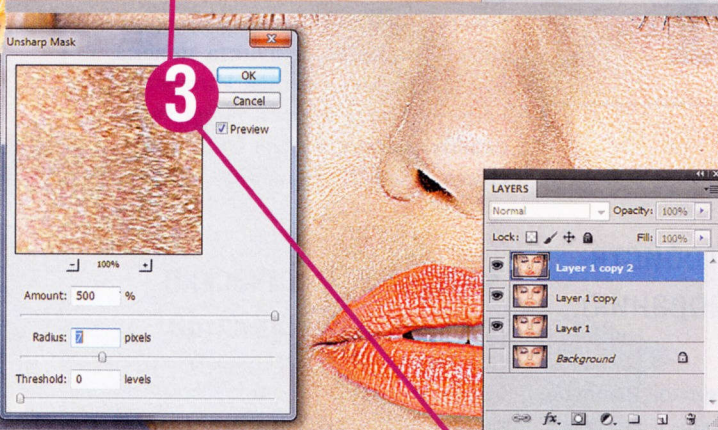 Unsharp Mask
OK
Cancel
Preview
3
100%
Amount: 500 %
Radius: 7 pixels
Threshold: 0 levels
LAYERS
Normal Opacity: 100%
Lock: Fill: 100%
Layer 1 copy 2
Layer 1 copy
Layer 1
Background
fx